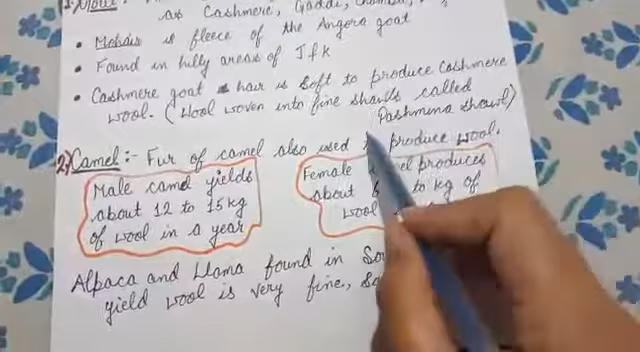 as Cashmere, Gaddi,
• Mohair is fleece of the Angora goat
• Found in hilly areas of J&K
• Cashmere goat hair is soft to produce Cashmere
wool. (Wool woven into fine shawls called
Pashmina shawl)
2) Camel:- Fur of camel also used produce wool.
Male camel yields
about 12 to 15 kg
of wool in a year
Female produces
about to kg of
wool
Alpaca and Llama found in
yield wool is very fine,